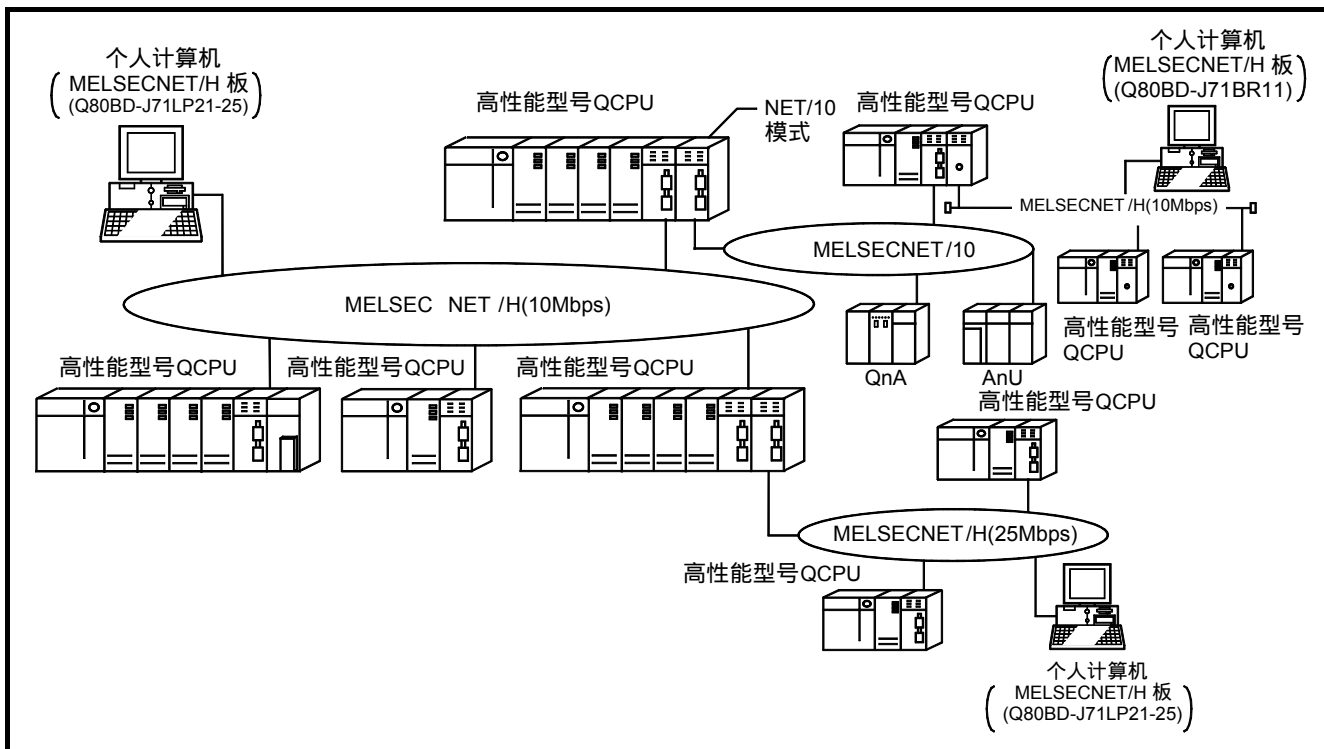 个人计算机
MELSECNET/H 板
(Q80BD-J71LP21-25)
高性能型号QCPU
NET/10
模式
高性能型号QCPU
个人计算机
MELSECNET/H 板
(Q80BD-J71BR11)
MELSECNET /H(10Mbps)
MELSECNET/10
MELSEC NET /H(10Mbps)
QnA
AnU
高性能型号
QCPU
高性能型号
QCPU
高性能型号QCPU
高性能型号QCPU
高性能型号QCPU
高性能型号QCPU
MELSECNET/H(25Mbps)
高性能型号QCPU
个人计算机
MELSECNET/H 板
(Q80BD-J71LP21-25)